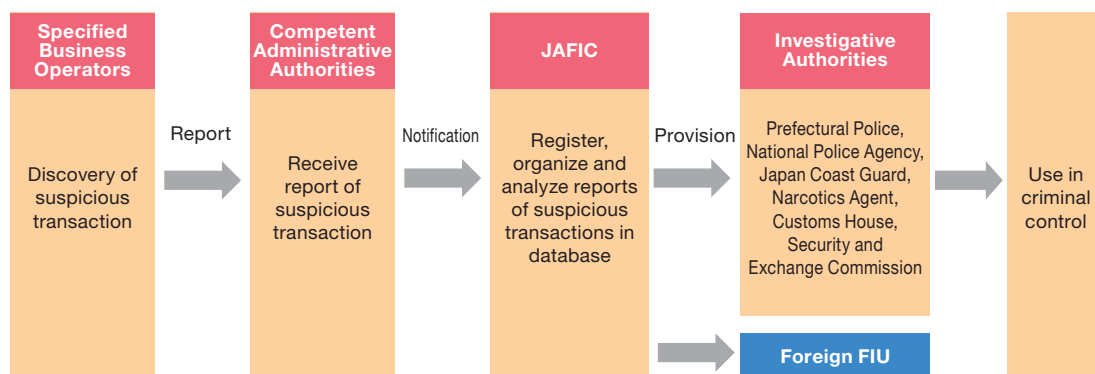 Specified
Business
Operators
Discovery of
suspicious
transaction
Report
Competent
Administrative
Authorities
Receive
report of
suspicious
transaction
Notification
JAFIC
Register,
organize and
analyze reports
of suspicious
transactions in
database
Provision
Investigative
Authorities
Prefectural Police,
National Police Agency,
Japan Coast Guard,
Narcotics Agent,
Customs House,
Security and
Exchange Commission
Foreign FIU
Use in
criminal
control